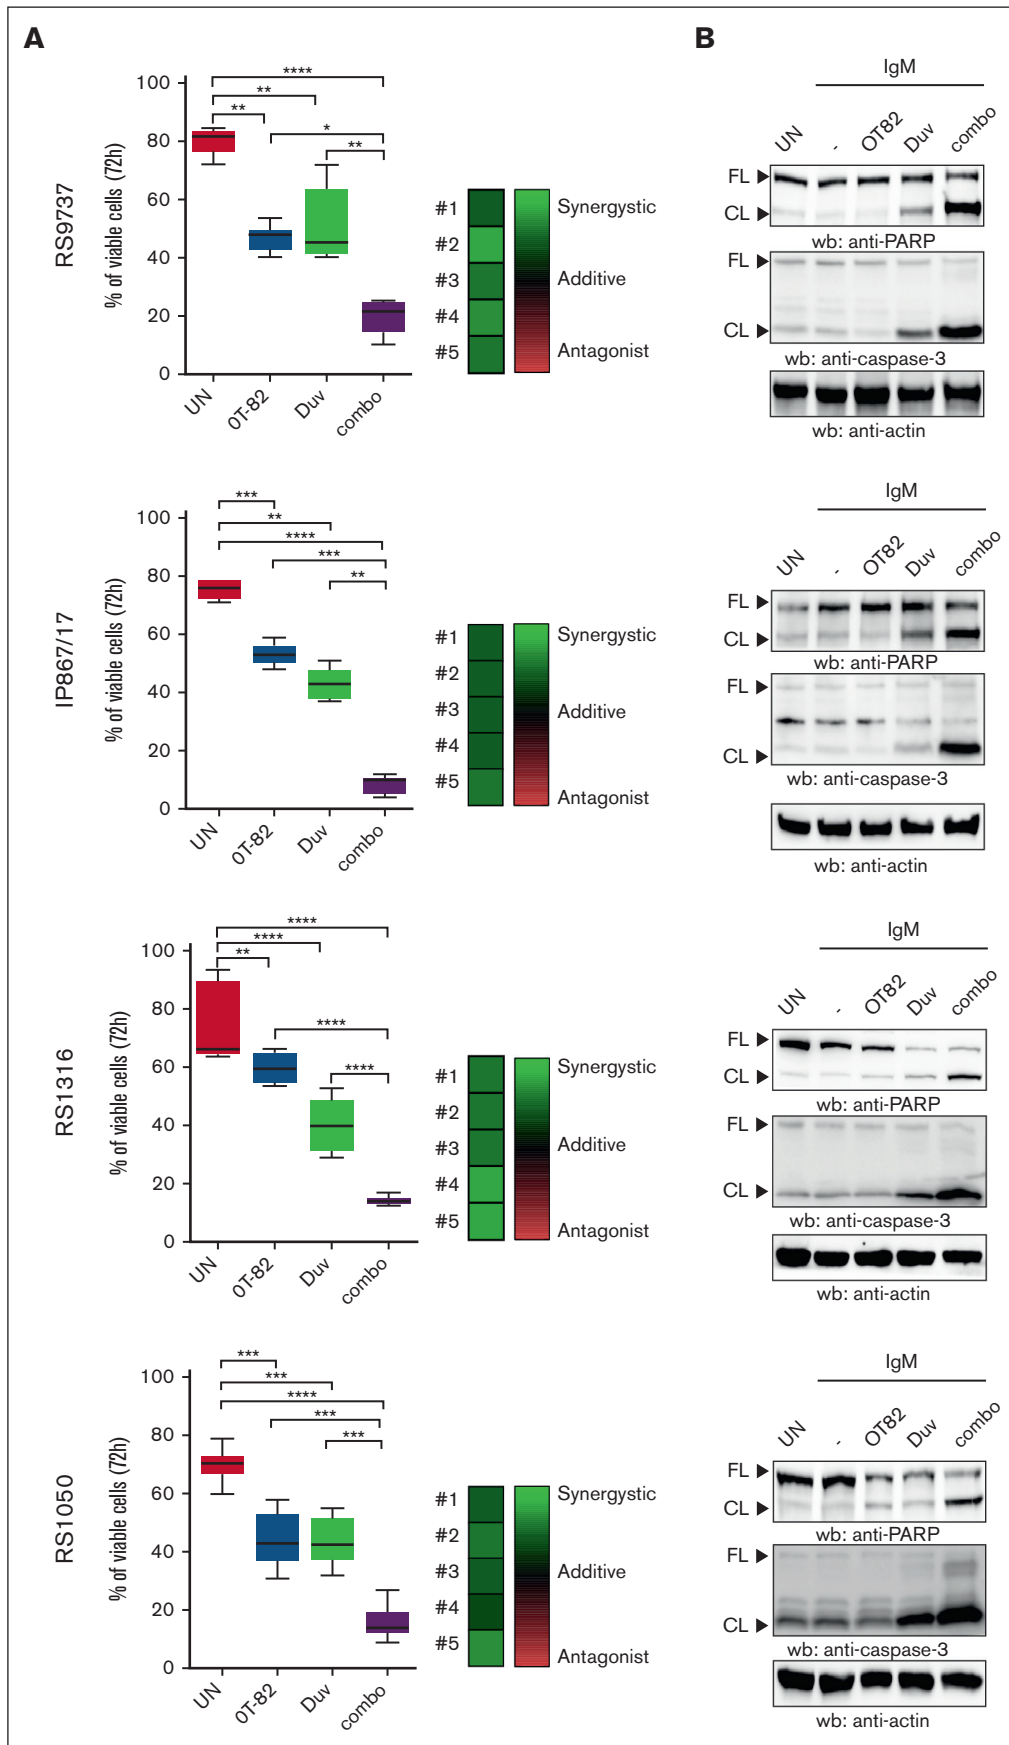 A
RS9737
% of viable cells (72h)
100
80
60
40
20
0
****
**
**
*
**
UN
0T-82
Duv
combo
#1
#2
#3
#4
#5
Synergystic
Additive
Antagonist
IP867/17
% of viable cells (72h)
100
80
60
40
20
0
***
**
****
***
**
UN
0T-82
Duv
combo
#1
#2
#3
#4
#5
Synergystic
Additive
Antagonist
RS1316
% of viable cells (72h)
100
80
60
40
20
0
****
****
**
****
****
UN
0T-82
Duv
combo
#1
#2
#3
#4
#5
Synergystic
Additive
Antagonist
RS1050
% of viable cells (72h)
100
80
60
40
20
0
***
***
****
***
***
UN
0T-82
Duv
combo
#1
#2
#3
#4
#5
Synergystic
Additive
Antagonist
B
IgM
UN - OT82 Duv combo
FL
CL
wb: anti-PARP
FL
CL
wb: anti-caspase-3
wb: anti-actin
IgM
UN - OT82 Duv combo
FL
CL
wb: anti-PARP
FL
CL
wb: anti-caspase-3
wb: anti-actin
IgM
UN - OT82 Duv combo
FL
CL
wb: anti-PARP
FL
CL
wb: anti-caspase-3
wb: anti-actin
IgM
UN - OT82 Duv combo
FL
CL
wb: anti-PARP
FL
CL
wb: anti-caspase-3
wb: anti-actin